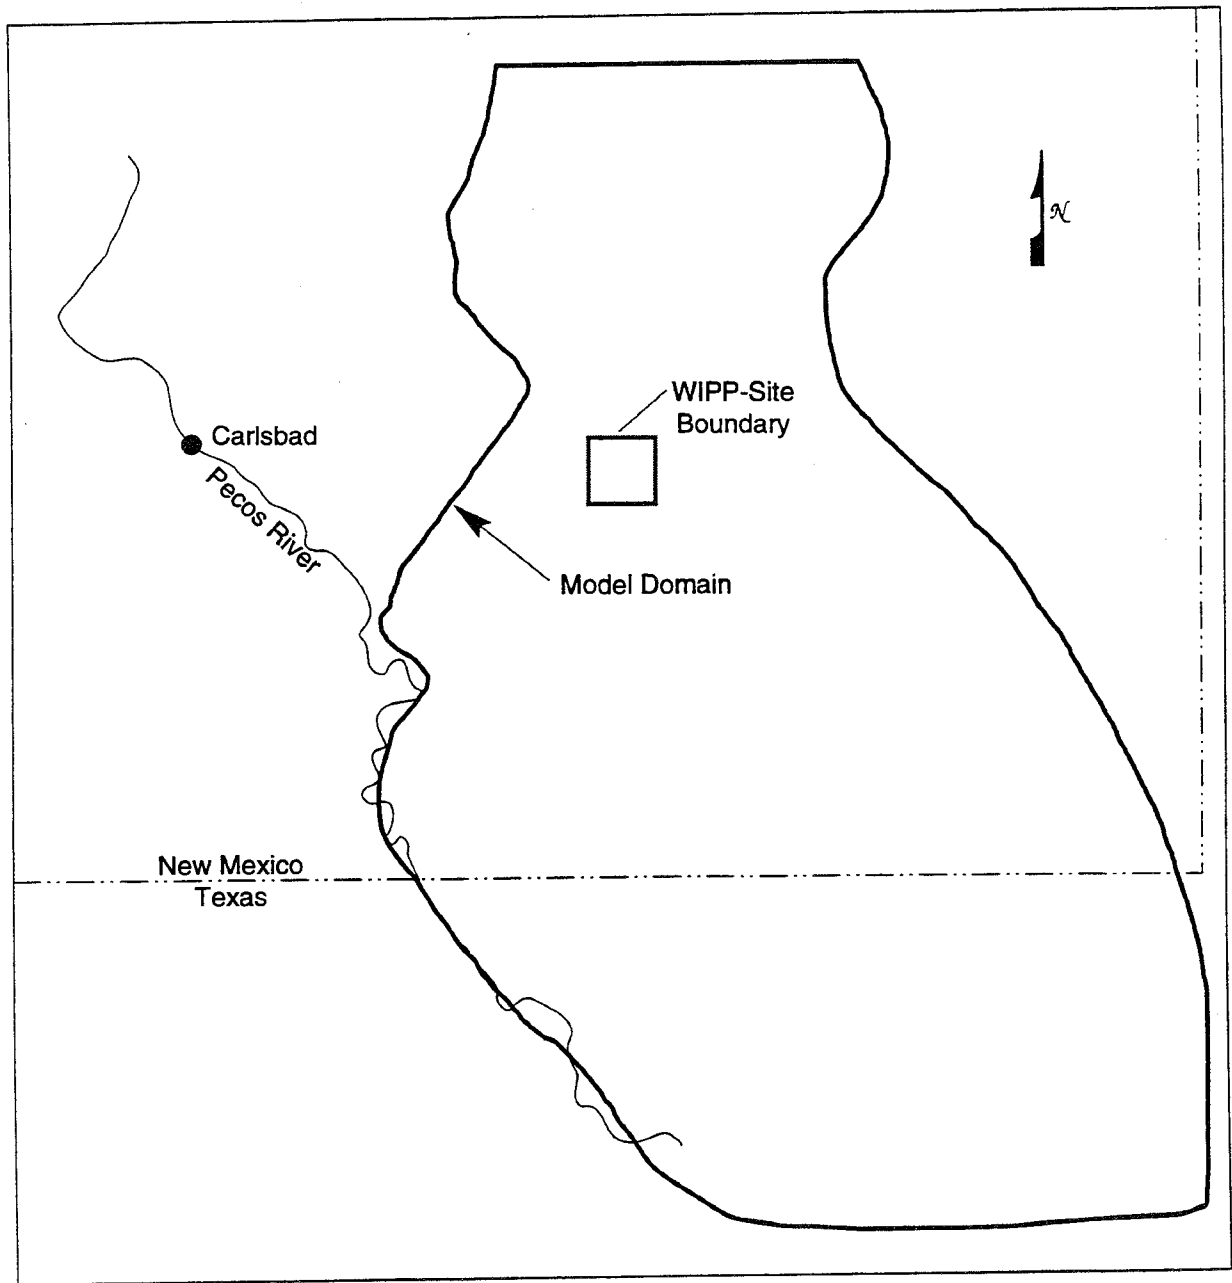 N
WIPP-Site
Boundary
Carlsbad
Pecos River
Model Domain
New Mexico
Texas